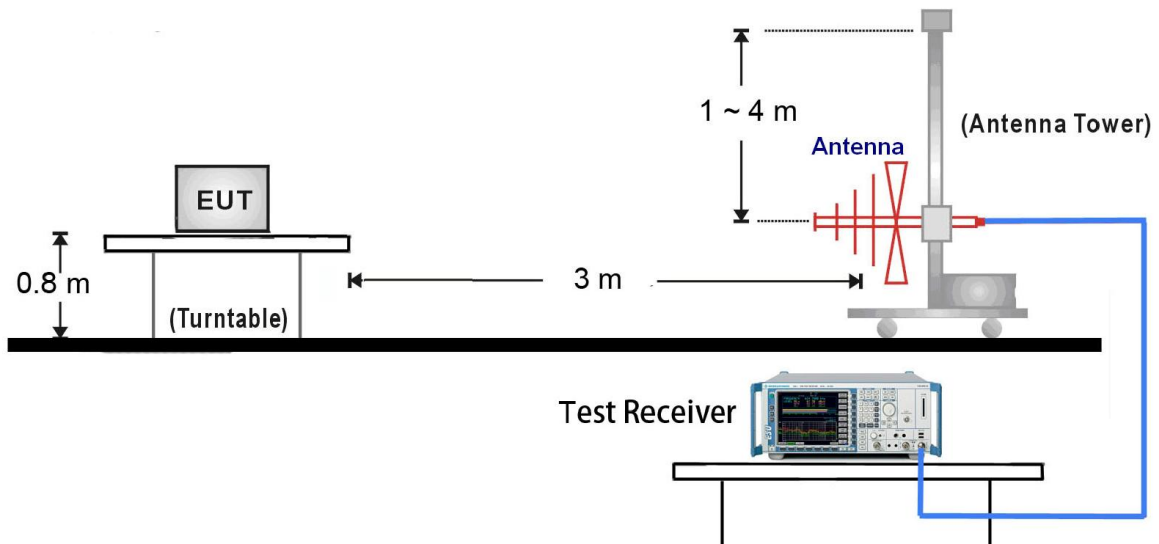 1 ~ 4 m
(Antenna Tower)
Antenna
EUT
0.8 m
3 m
(Turntable)
Test Receiver